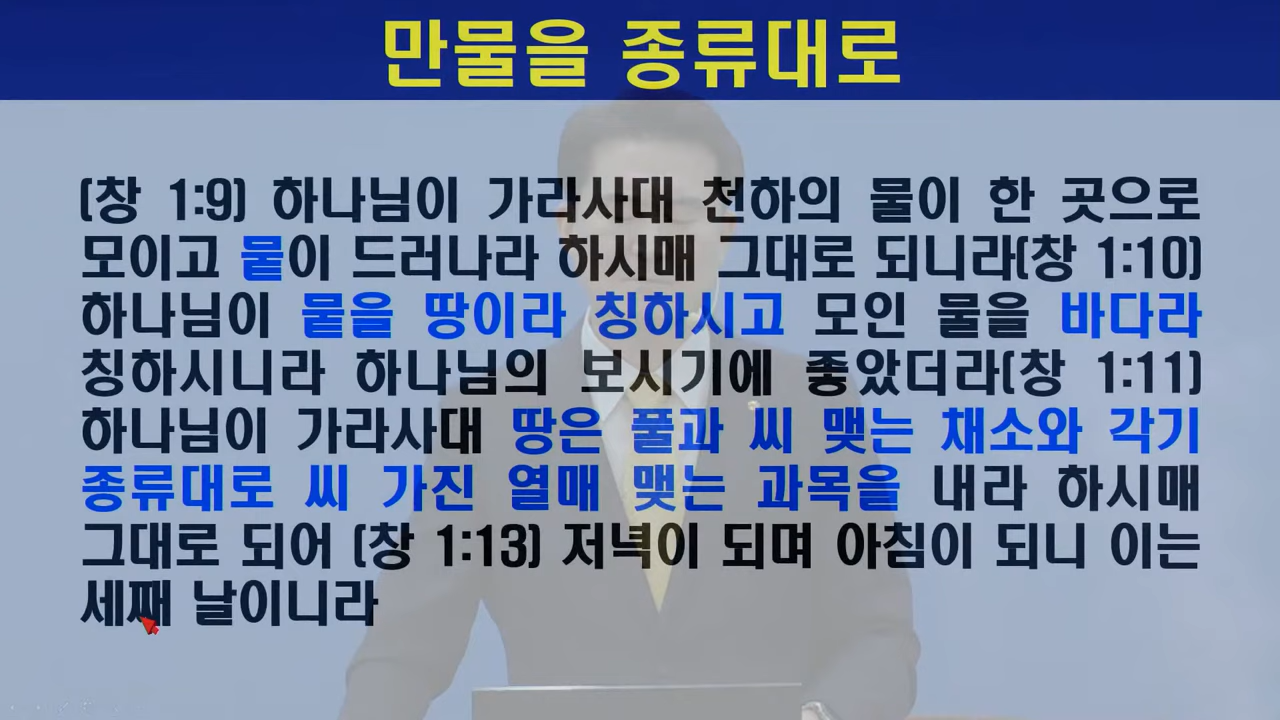 만물을 종류대로
(창 1:9) 하나님이 가라사대 천하의 물이 한 곳으로
모이고 뭍이 드러나라 하시매 그대로 되니라(창 1:10)
하나님이 뭍을 땅이라 칭하시고 모인 물을 바다라
칭하시니라 하나님의 보시기에 좋았더라(창 1:11)
하나님이 가라사대 땅은 풀과 씨 맺는 채소와 각기
종류대로 씨 가진 열매 맺는 과목을 내라 하시매
그대로 되어 (창 1:13) 저녁이 되며 아침이 되니 이는
세째 날이니라